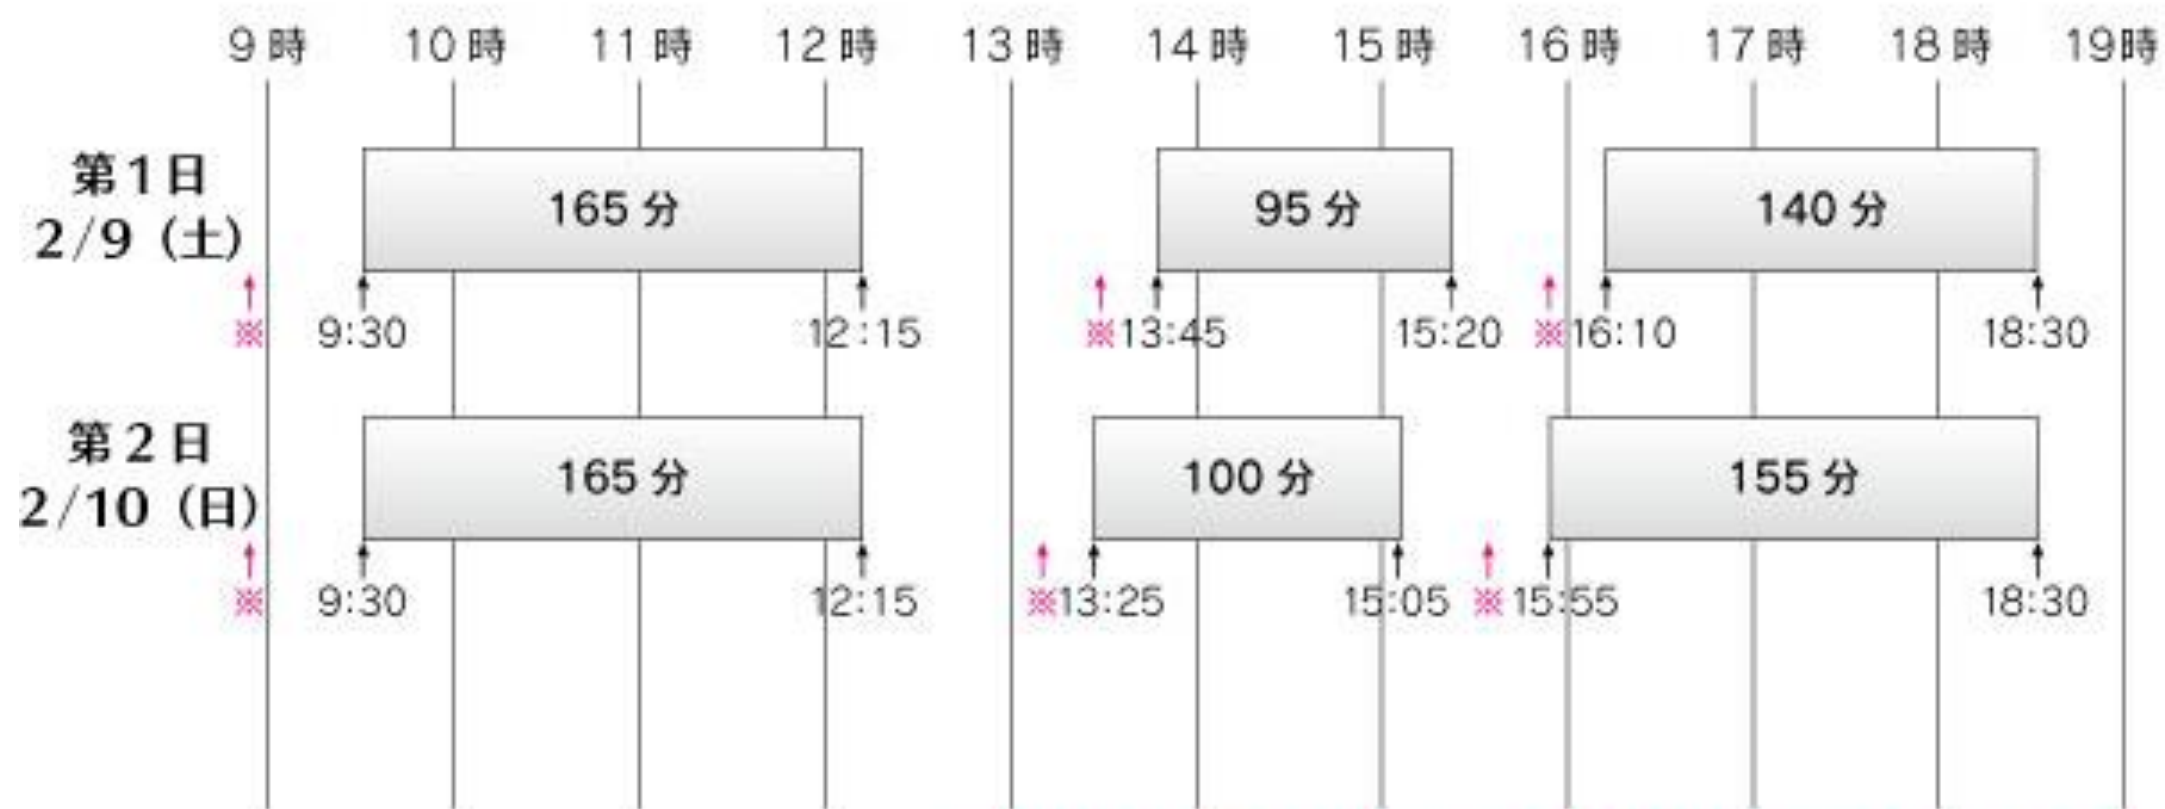 9時 10時 11時 12時 13時 14時 15時 16時 17時 18時 19時
第1日
2/9（土）
165分 95分 140分
※ 9:30 12:15 ※13:45 15:20 ※16:10 18:30
第2日
2/10（日）
165分 100分 155分
※ 9:30 12:15 ※13:25 15:05 ※15:55 18:30